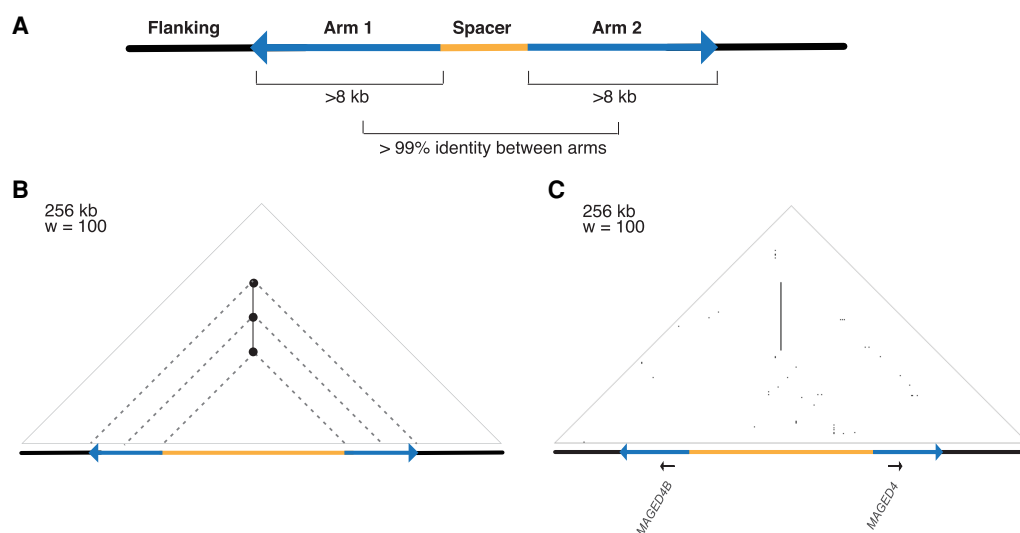 A
Flanking Arm 1 Spacer Arm 2
>8 kb >8 kb
> 99% identity between arms
B
256 kb
w = 100
C
256 kb
w = 100
MAGED4B
MAGED4